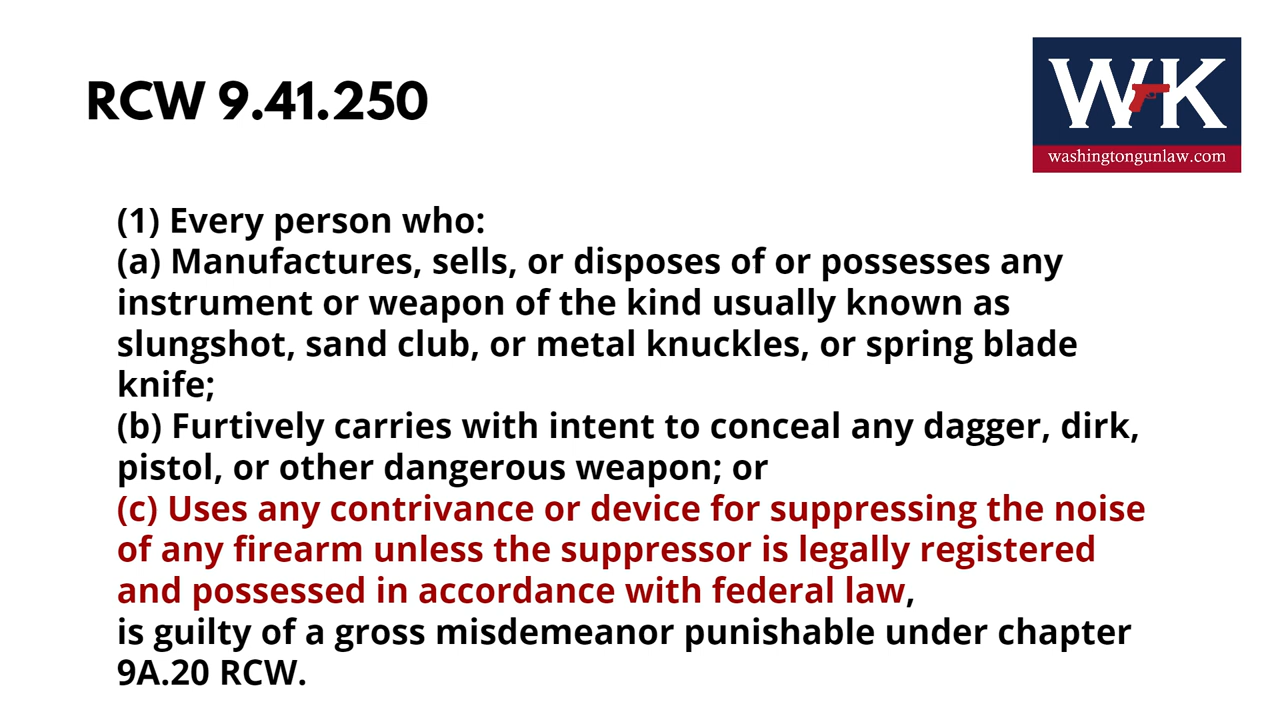 RCW 9.41.250
WK
washingtongunlaw.com
(1) Every person who:
(a) Manufactures, sells, or disposes of or possesses any
instrument or weapon of the kind usually known as
slungshot, sand club, or metal knuckles, or spring blade
knife;
(b) Furtively carries with intent to conceal any dagger, dirk,
pistol, or other dangerous weapon; or
(c) Uses any contrivance or device for suppressing the noise
of any firearm unless the suppressor is legally registered
and possessed in accordance with federal law,
is guilty of a gross misdemeanor punishable under chapter
9A.20 RCW.